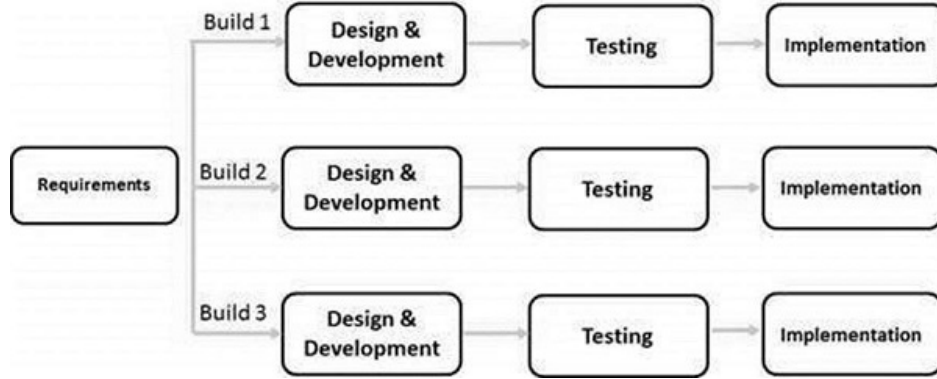 Build 1
Design &
Development
Testing
Implementation
Requirements
Build 2
Design &
Development
Testing
Implementation
Build 3
Design &
Development
Testing
Implementation